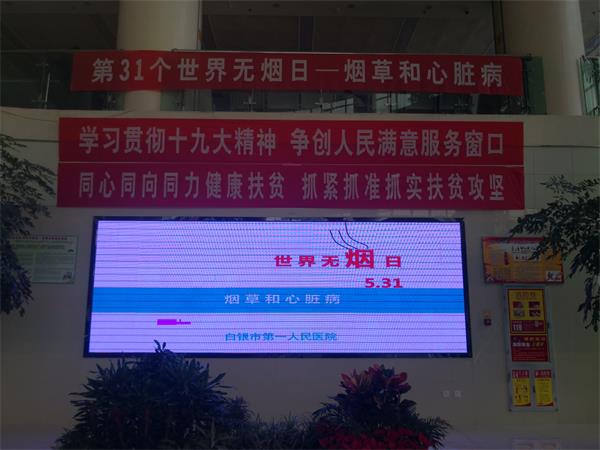 第31个世界无烟日—烟草和心脏病
学习贯彻十九大精神 争创人民满意服务窗口
同心同向同力健康扶贫 抓紧抓准抓实扶贫攻坚
世界无烟日
5.31
烟草和心脏病
白银市第一人民医院
119